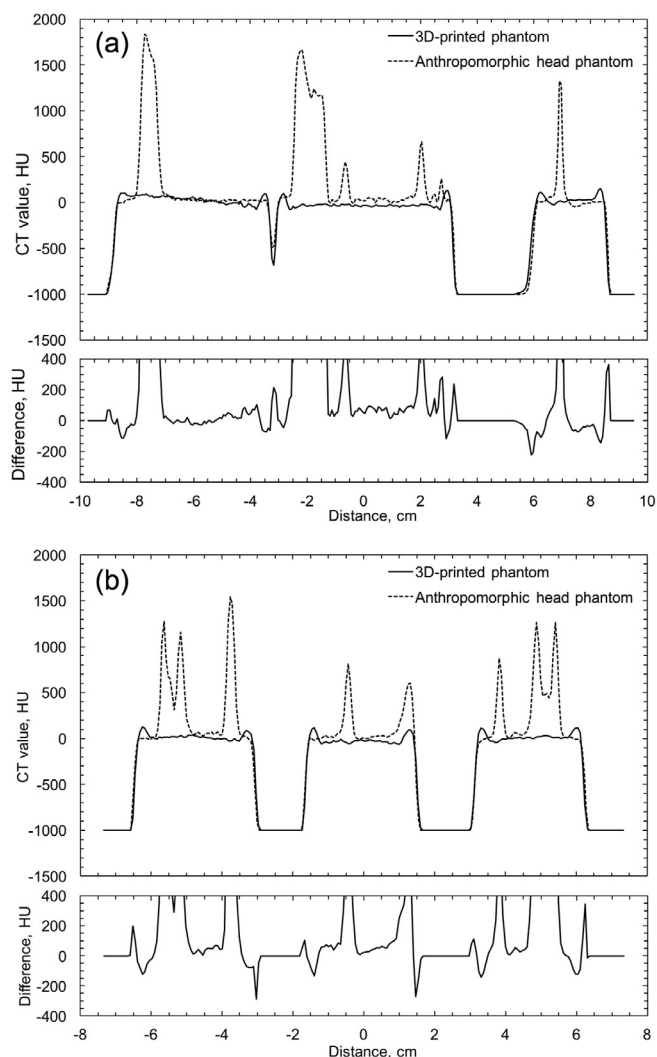 (a)
3D-printed phantom
Anthropomorphic head phantom
CT value, HU
2000
1500
1000
500
0
-500
-1000
-1500
Difference, HU
400
200
0
-200
-400
-10 -8 -6 -4 -2 0 2 4 6 8 10
Distance, cm
(b)
3D-printed phantom
Anthropomorphic head phantom
CT value, HU
2000
1500
1000
500
0
-500
-1000
-1500
Difference, HU
400
200
0
-200
-400
-8 -6 -4 -2 0 2 4 6 8
Distance, cm